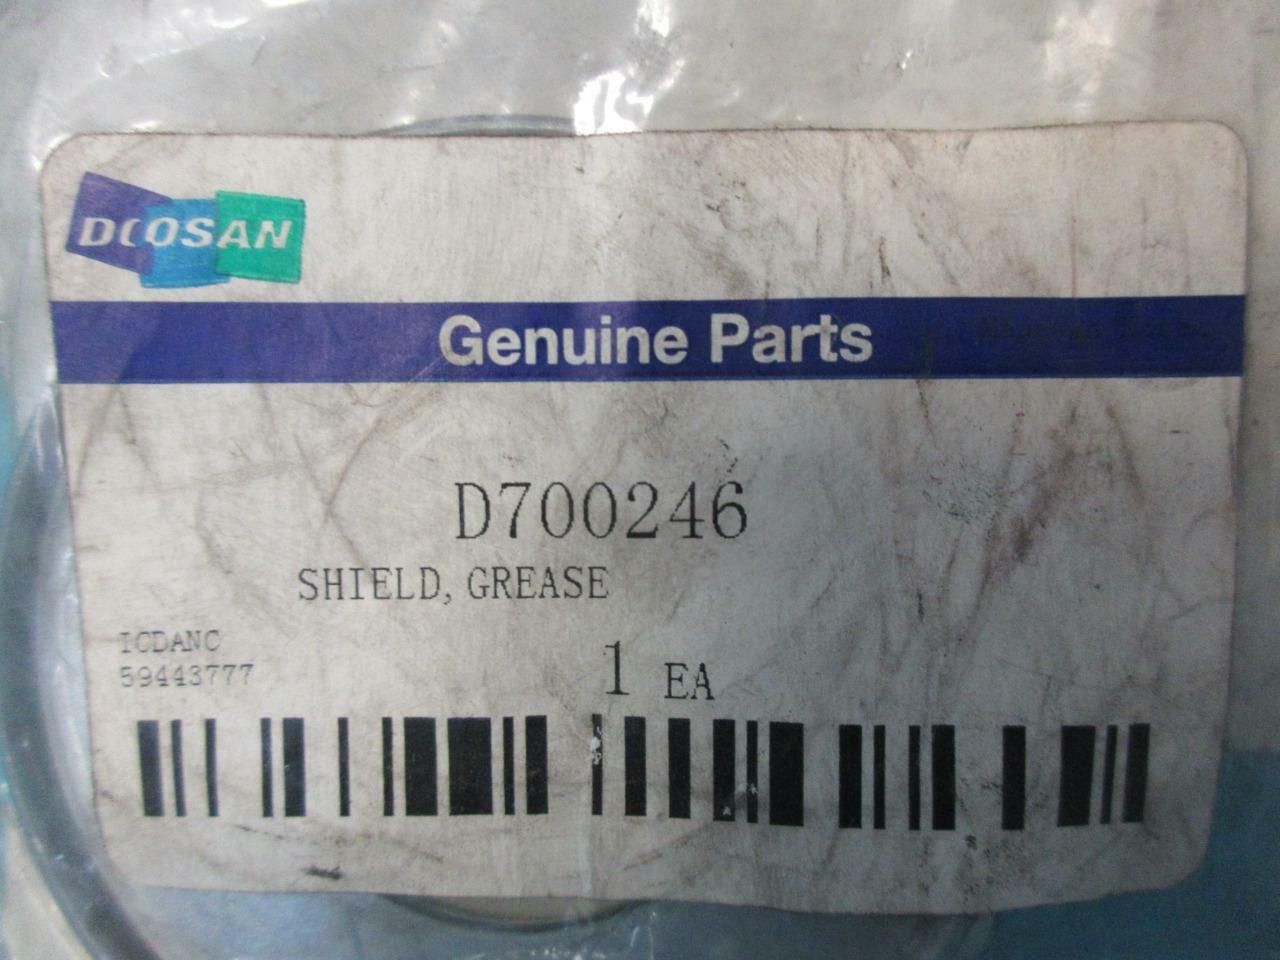 DOOSAN
Genuine Parts
D700246
SHIELD, GREASE
ICDANC
59443777
1 EA